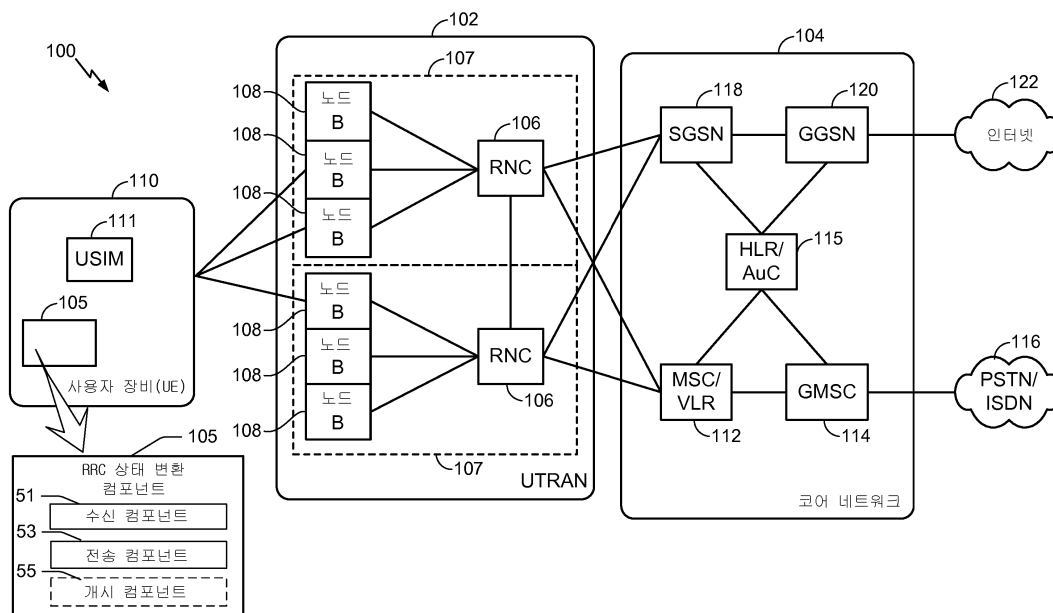 100
102
104
107
108
노드
B
108
노드
B
108
노드
B
106
RNC
118
SGSN
120
GGSN
122
인터넷
110
111
USIM
105
사용자 장비(UE)
HLR/
AuC
115
108
노드
B
108
노드
B
108
노드
B
RNC
106
107
UTRAN
MSC/
VLR
112
GMSC
114
116
PSTN/
ISDN
코어 네트워크
105
RRC 상태 변환
컴포넌트
51
수신 컴포넌트
53
전송 컴포넌트
55
개시 컴포넌트